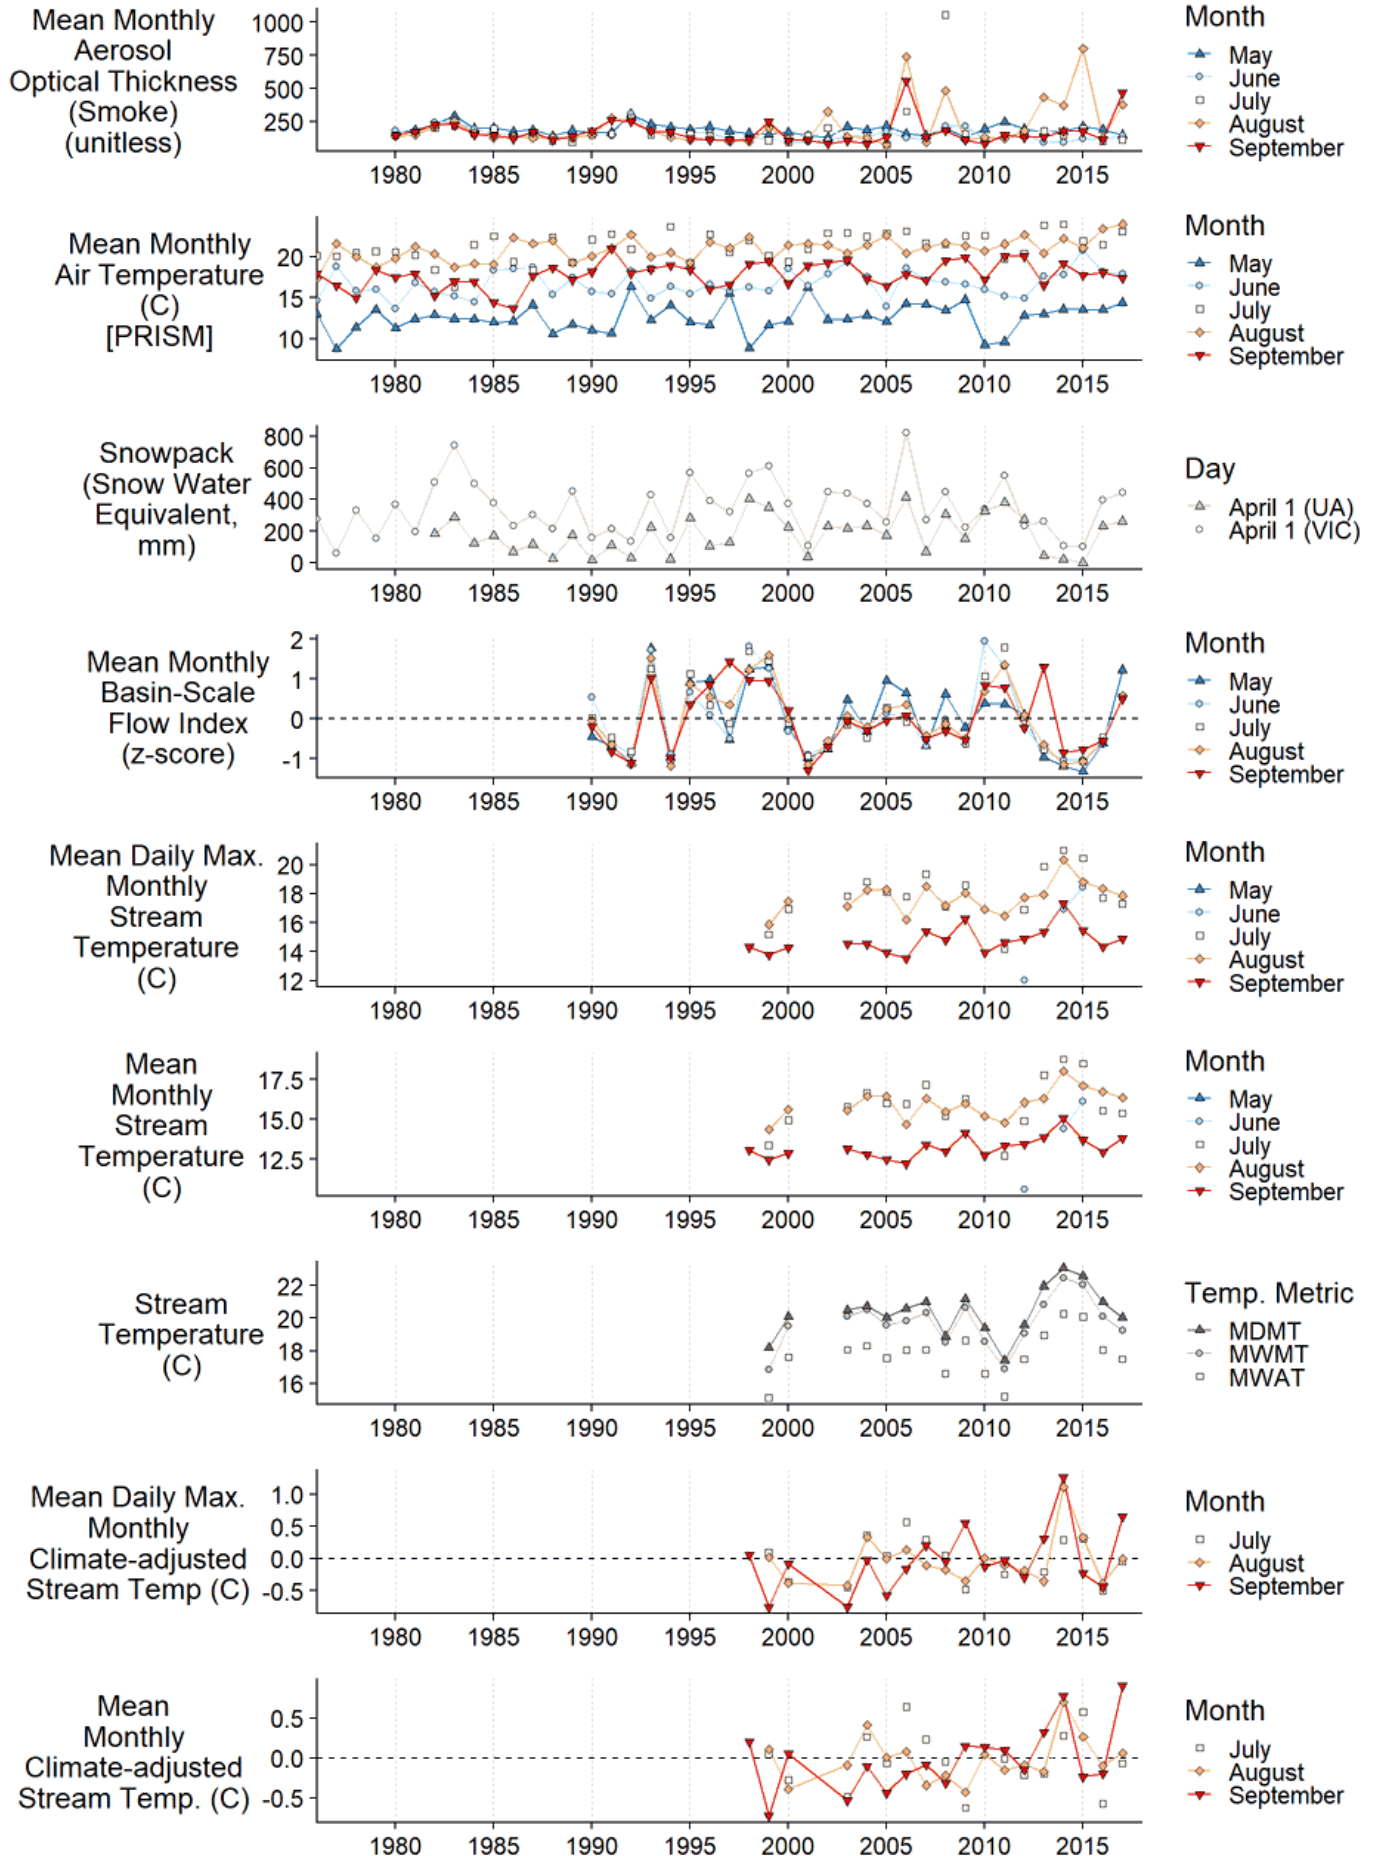 Mean Monthly
Aerosol
Optical Thickness
(Smoke)
(unitless)
1000
750
500
250
1980 1985 1990 1995 2000 2005 2010 2015
Month
May
June
July
August
September
Mean Monthly
Air Temperature
(C)
[PRISM]
20
15
10
1980 1985 1990 1995 2000 2005 2010 2015
Month
May
June
July
August
September
Snowpack
(Snow Water
Equivalent,
mm)
800
600
400
200
0
1980 1985 1990 1995 2000 2005 2010 2015
Day
April 1 (UA)
April 1 (VIC)
Mean Monthly
Basin-Scale
Flow Index
(z-score)
2
1
0
-1
1980 1985 1990 1995 2000 2005 2010 2015
Month
May
June
July
August
September
Mean Daily Max.
Monthly
Stream
Temperature
(C)
20
18
16
14
12
1980 1985 1990 1995 2000 2005 2010 2015
Month
May
June
July
August
September
Mean
Monthly
Stream
Temperature
(C)
17.5
15.0
12.5
1980 1985 1990 1995 2000 2005 2010 2015
Month
May
June
July
August
September
Stream
Temperature
(C)
22
20
18
16
1980 1985 1990 1995 2000 2005 2010 2015
Temp. Metric
MDMT
MWMT
MWAT
Mean Daily Max.
Monthly
Climate-adjusted
Stream Temp (C)
1.0
0.5
0.0
-0.5
1980 1985 1990 1995 2000 2005 2010 2015
Month
July
August
September
Mean
Monthly
Climate-adjusted
Stream Temp. (C)
0.5
0.0
-0.5
1980 1985 1990 1995 2000 2005 2010 2015
Month
July
August
September